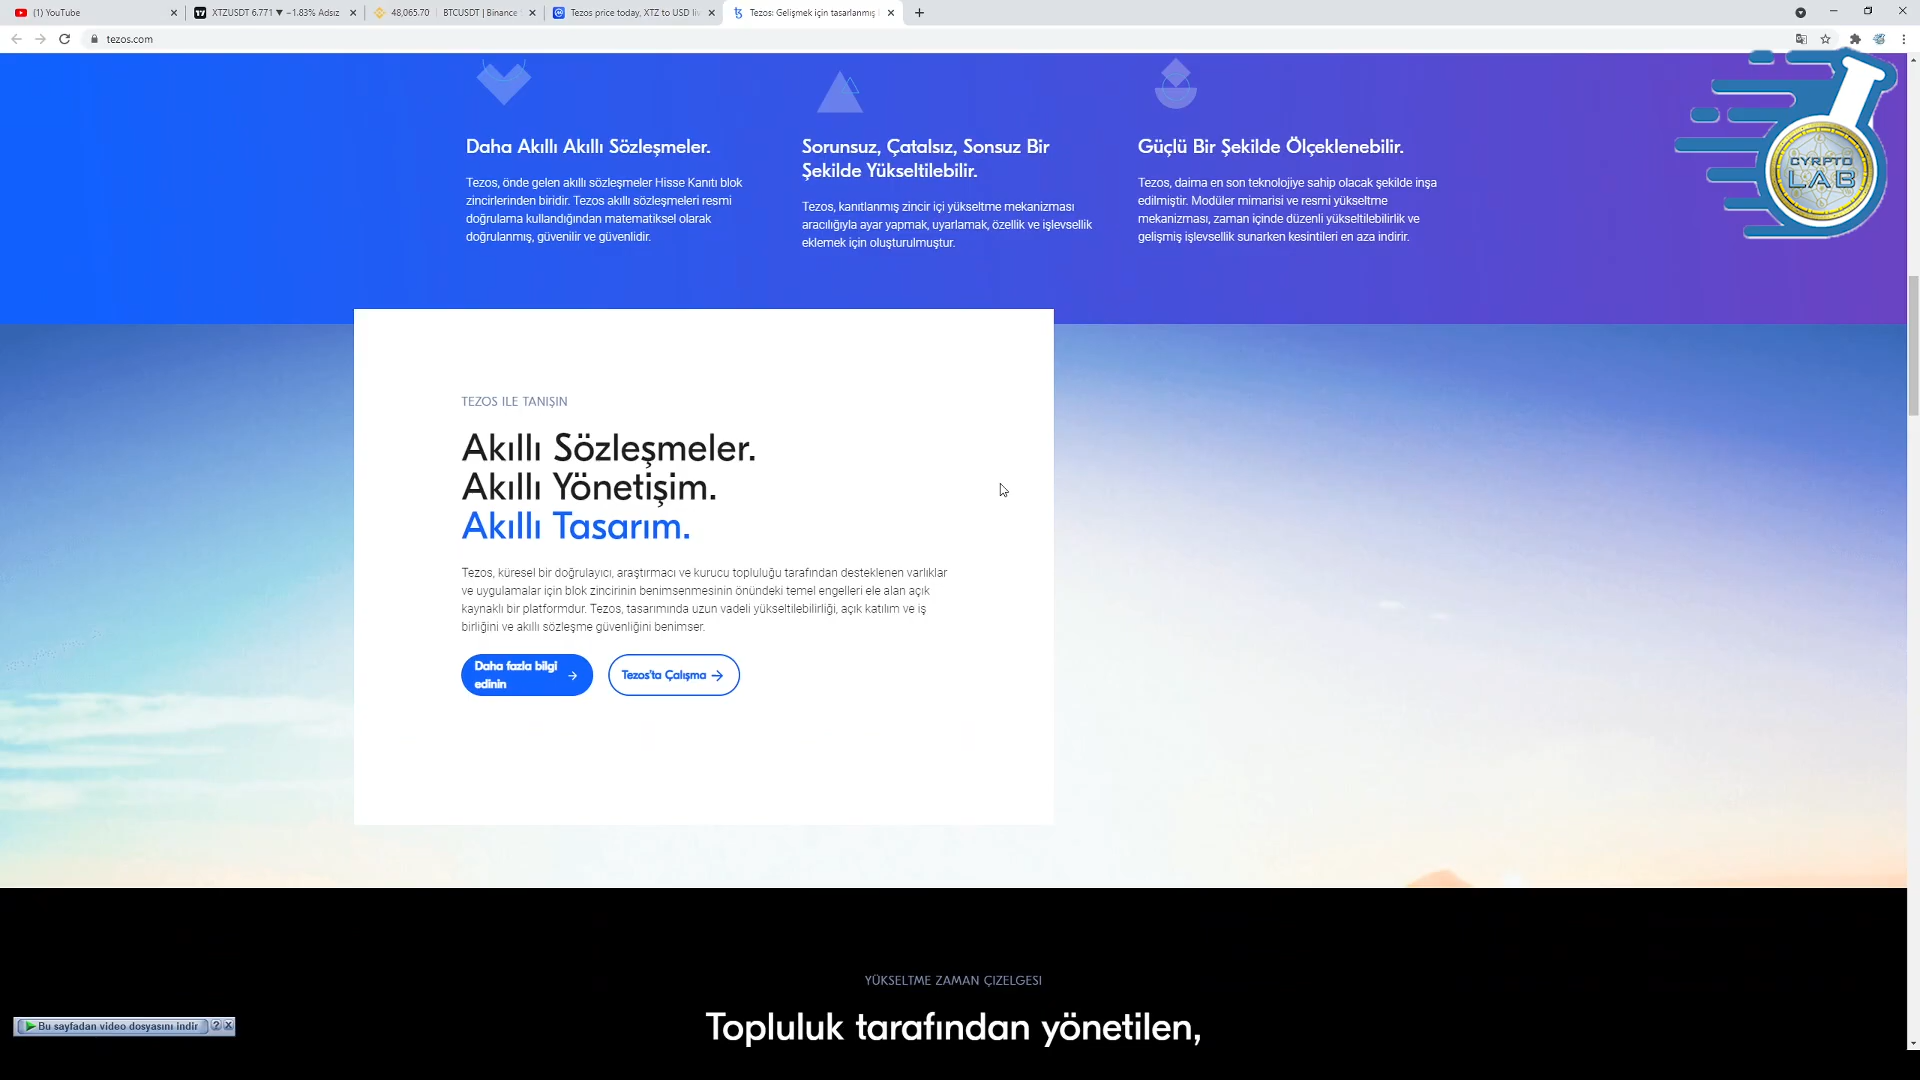 (1) YouTube
XTZUSDT 6.771 ▼ −1.83% Adsız
48,065.70 | BTCUSDT | Binance
Tezos price today, XTZ to USD liv
Tezos: Gelişmek için tasarlanmış
tezos.com
CYRPTO
LAB
Daha Akıllı Akıllı Sözleşmeler.
Tezos, önde gelen akıllı sözleşmeler Hisse Kanıtı blok
zincirlerinden biridir. Tezos akıllı sözleşmeleri resmi
doğrulama kullandığından matematiksel olarak
doğrulanmış, güvenilir ve güvenlidir.
Sorunsuz, Çatalsız, Sonsuz Bir
Şekilde Yükseltilebilir.
Tezos, kanıtlanmış zincir içi yükseltme mekanizması
aracılığıyla ayar yapmak, uyarlamak, özellik ve işlevsellik
eklemek için oluşturulmuştur.
Güçlü Bir Şekilde Ölçeklenebilir.
Tezos, daima en son teknolojiye sahip olacak şekilde inşa
edilmiştir. Modüler mimarisi ve resmi yükseltme
mekanizması, zaman içinde düzenli yükseltilebilirlik ve
gelişmiş işlevsellik sunarken kesintileri en aza indirir.
TEZOS ILE TANIŞIN
Akıllı Sözleşmeler.
Akıllı Yönetişim.
Akıllı Tasarım.
Tezos, küresel bir doğrulayıcı, araştırmacı ve kurucu topluluğu tarafından desteklenen varlıklar
ve uygulamalar için blok zincirinin benimsenmesinin önündeki temel engelleri ele alan açık
kaynaklı bir platformdur. Tezos, tasarımında uzun vadeli yükseltilebilirliği, açık katılım ve iş
birliğini ve akıllı sözleşme güvenliğini benimser.
Daha fazla bilgi
edinin
Tezos'ta Çalışma
YÜKSELTME ZAMAN ÇIZELGESI
Topluluk tarafından yönetilen,
Bu sayfadan video dosyasını indir